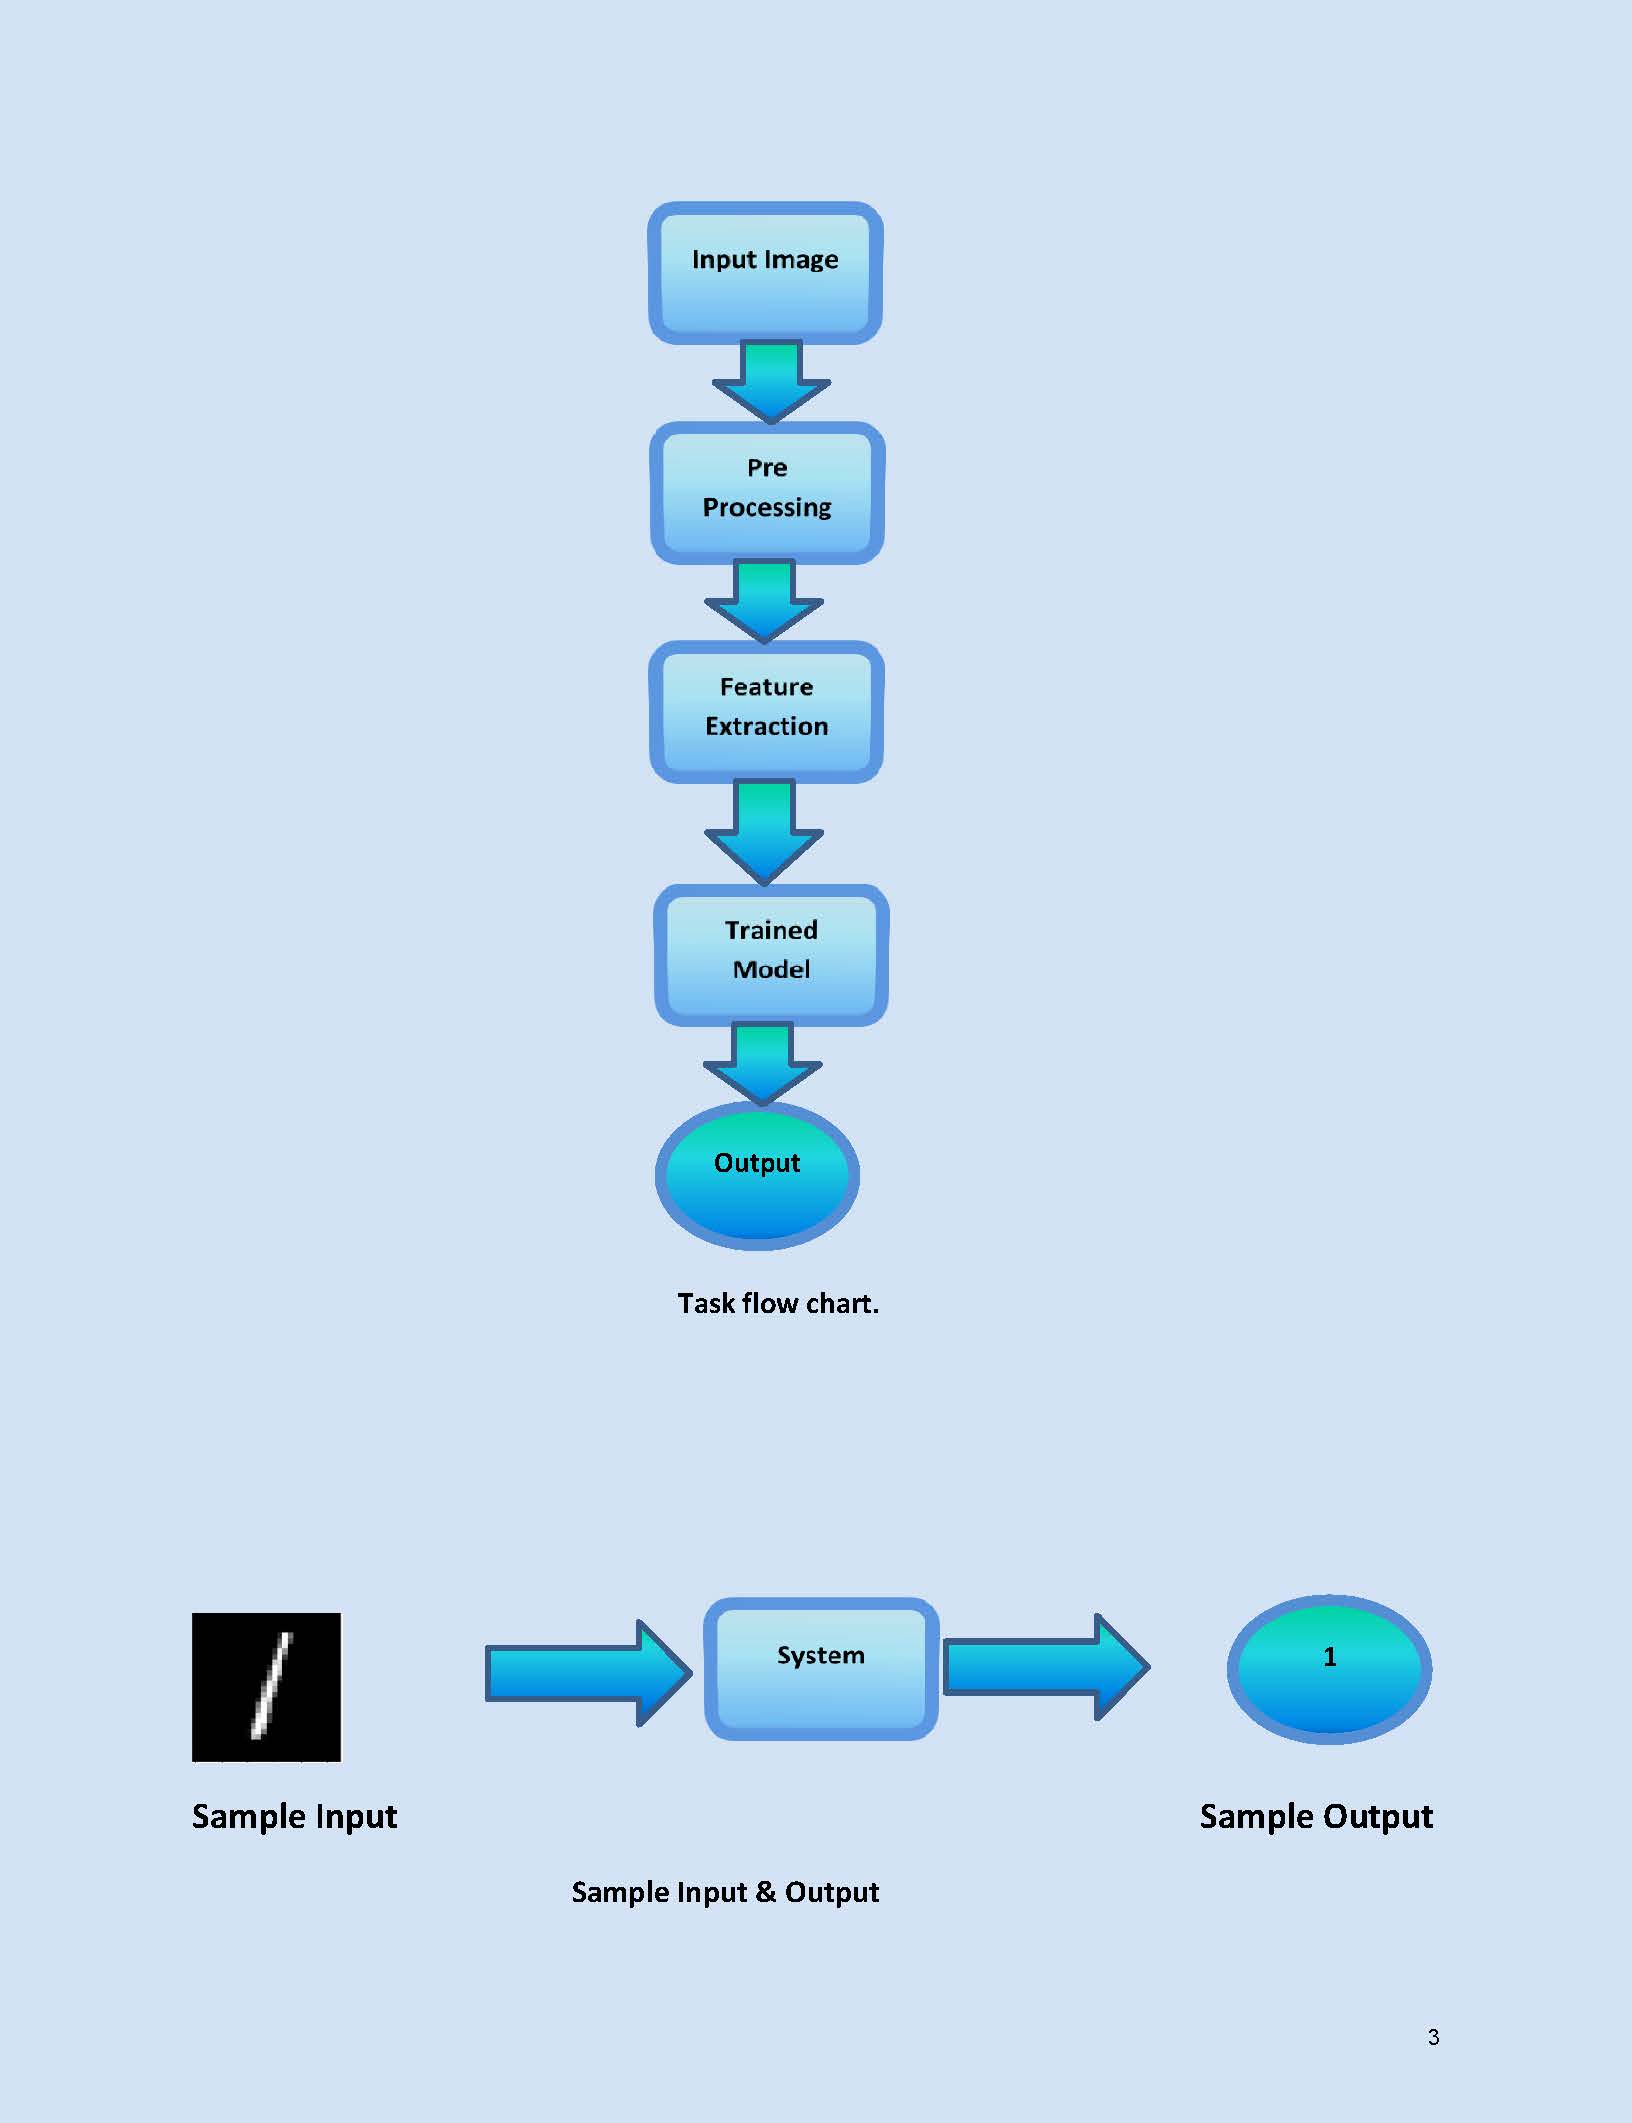 Input Image
Pre
Processing
Feature
Extraction
Trained
Model
Output
Task flow chart.
System
1
Sample Input
Sample Output
Sample Input & Output
3